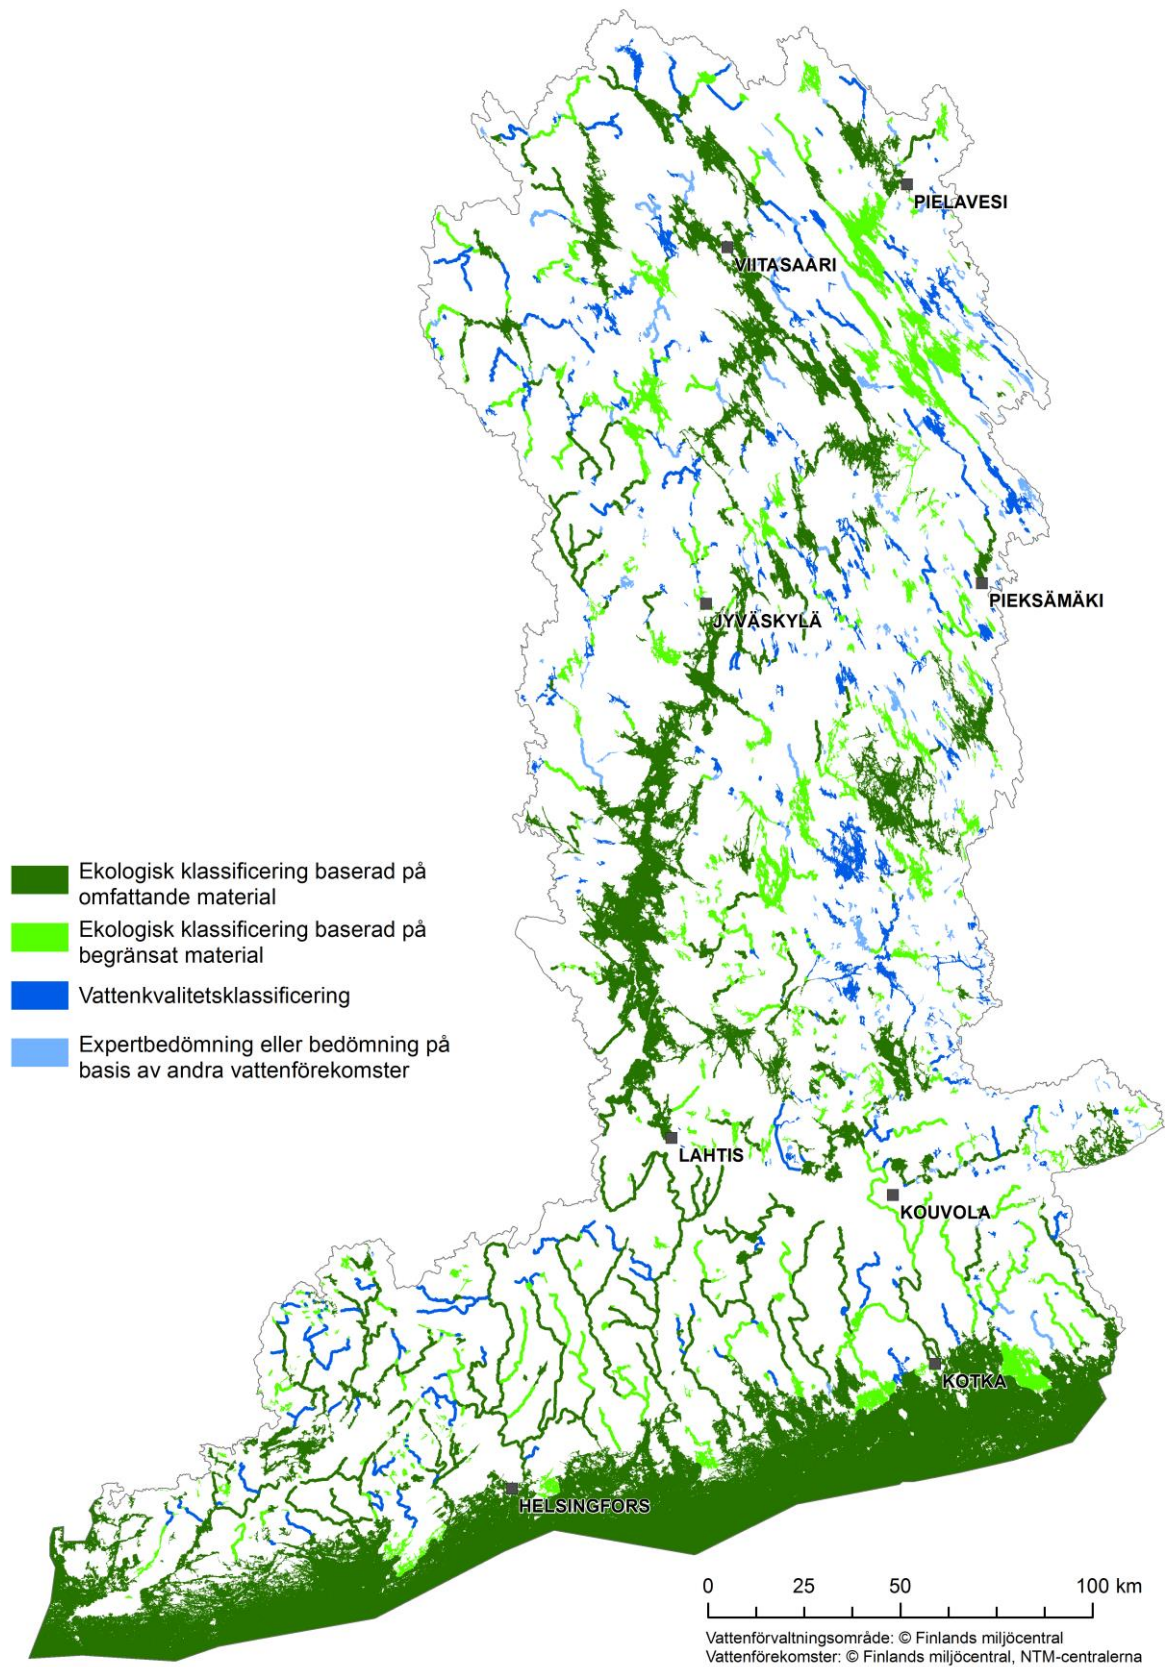 PIELAVESI
VIITASAARI
PIEKSÄMÄKI
JYVÄSKYLÄ
Ekologisk klassificering baserad på
omfattande material
Ekologisk klassificering baserad på
begränsat material
Vattenkvalitetsklassificering
Expertbedömning eller bedömning på
basis av andra vattenförekomster
LAHTIS
KOUVOLA
KOTKA
HELSINGFORS
0 25 50 100 km
Vattenförvaltningsområde: © Finlands miljöcentral
Vattenförekomster: © Finlands miljöcentral, NTM-centralerna